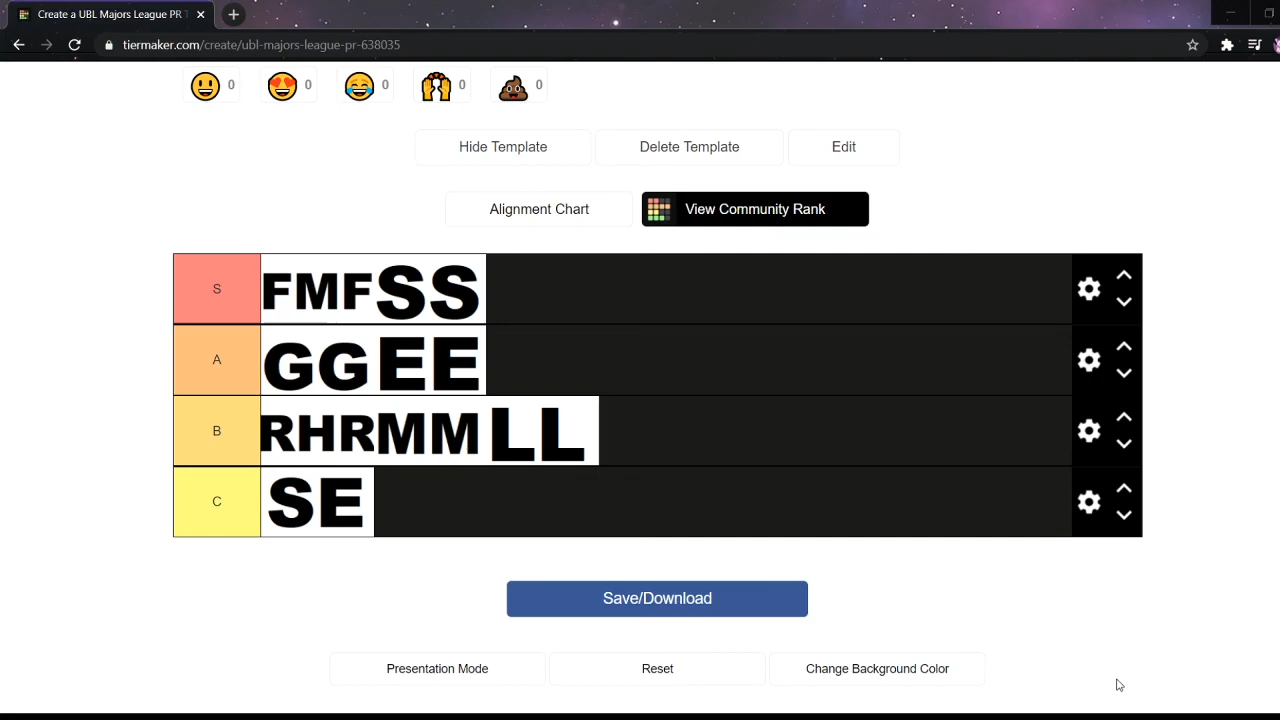 Create a UBL Majors League PR T
tiermaker.com/create/ubl-majors-league-pr-638035
0 0 0 0 0
Hide Template Delete Template Edit
Alignment Chart View Community Rank
S FMF SS
A GG EE
B RHR MM LL
C SE
Save/Download
Presentation Mode Reset Change Background Color